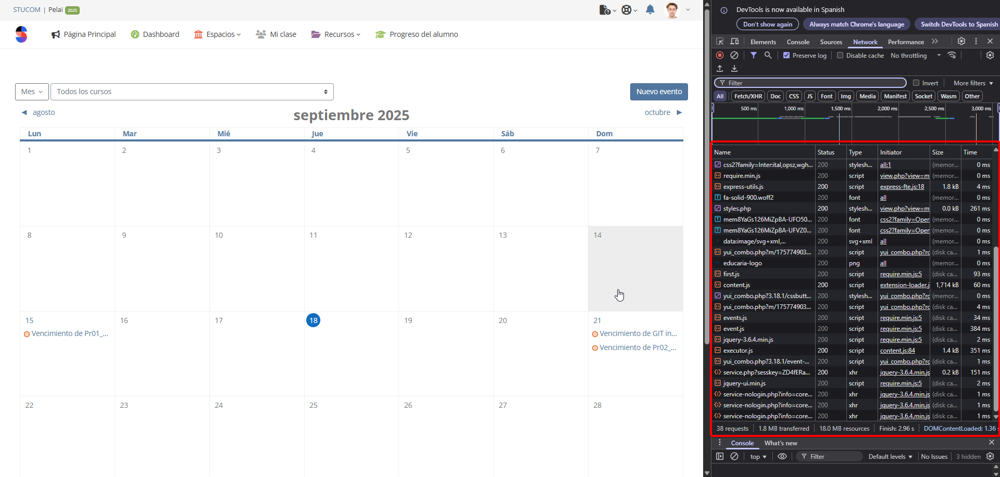 STUCOM | Pelai 2025
Página Principal Dashboard Espacios Mi clase Recursos Progreso del alumno
Mes Todos los cursos Nuevo evento
agosto septiembre 2025 octubre
Lun Mar Mié Jue Vie Sáb Dom
1 2 3 4 5 6 7
8 9 10 11 12 13 14
15 16 17 18 19 20 21
Vencimiento de Pr01_... Vencimiento de GIT in...
Vencimiento de Pr02_...
22 23 24 25 26 27 28
DevTools is now available in Spanish
Don't show again Always match Chrome's language Switch DevTools to Spanish
Elements Console Sources Network Performance
Preserve log Disable cache No throttling
Filter Invert More filters
All Fetch/XHR Doc CSS JS Font Img Media Manifest Socket Wasm Other
500 ms 1,000 ms 1,500 ms 2,000 ms 2,500 ms 3,000 ms
Name Status Type Initiator Size Time
css2?family=Inter:ital,opsz,wgh... 200 stylesh... all:1 (memor... 0 ms
require.min.js 200 script view.php?view=m (memor... 0 ms
express-utils.js 200 script express-fte.js:18 1.8 kB 4 ms
fa-solid-900.woff2 200 font all (memor... 0 ms
styles.php 200 stylesh... view.php?view=m 0.0 kB 261 ms
mem8YaGs126MiZpBA-UFO50... 200 font css2?family=Open (memor... 0 ms
mem8YaGs126MiZpBA-UFVZ0... 200 font css2?family=Open (memor... 0 ms
data:image/svg+xml,... 200 svg+xml all (memor... 0 ms
yui_combo.php?m/175774903... 200 script yui_combo.php?ro (disk ca... 1 ms
educaria-logo 200 png all (memor... 0 ms
first.js 200 script require.min.js:5 (disk ca... 93 ms
content.js 200 script extension-loader.j 1,714 kB 60 ms
yui_combo.php?3.18.1/cssbutt... 200 stylesh... yui_combo.php?ro (memor... 0 ms
yui_combo.php?m/175774903... 200 script yui_combo.php?ro (disk ca... 4 ms
events.js 200 script require.min.js:5 (disk ca... 34 ms
event.js 200 script require.min.js:5 (disk ca... 384 ms
jquery-3.6.4.min.js 200 script require.min.js:5 (disk ca... 2 ms
executor.js 200 script content.js:84 1.4 kB 351 ms
yui_combo.php?3.18.1/event-... 200 script yui_combo.php?ro (disk ca... 1 ms
service.php?sesskey=ZD4fERa... 200 xhr jquery-3.6.4.min.js 0.2 kB 151 ms
jquery-ui.min.js 200 script require.min.js:5 (disk ca... 2 ms
service-nologin.php?info=core... 200 xhr jquery-3.6.4.min.js (disk ca... 1 ms
service-nologin.php?info=core... 200 xhr jquery-3.6.4.min.js (disk ca... 1 ms
service-nologin.php?info=core... 200 xhr jquery-3.6.4.min.js (disk ca... 1 ms
38 requests 1.8 MB transferred 18.0 MB resources Finish: 2.96 s DOMContentLoaded: 1.36 s
Console What's new
top Filter Default levels No Issues 3 hidden